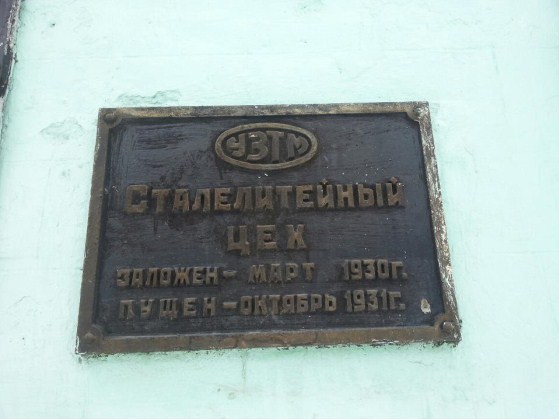 УЗТМ
Сталелитейный
цех
заложен – март 1930г.
пущен – октябрь 1931г.